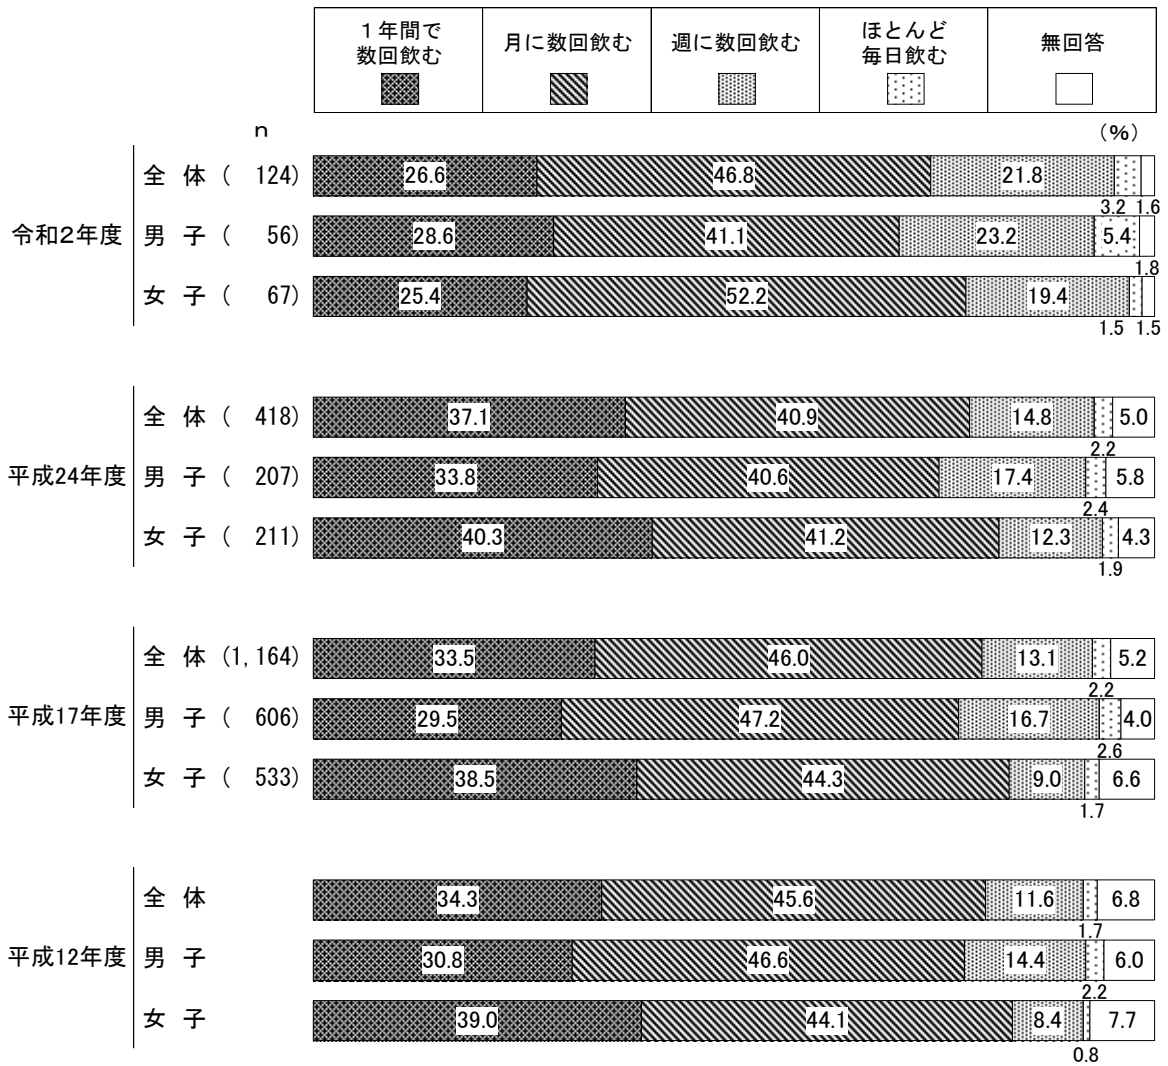 １年間で
数回飲む
月に数回飲む
週に数回飲む
ほとんど
毎日飲む
無回答
n
(％)
令和２年度
全 体 ( 124)
26.6
46.8
21.8
3.2
1.6
男 子 ( 56)
28.6
41.1
23.2
5.4
1.8
女 子 ( 67)
25.4
52.2
19.4
1.5
1.5
平成24年度
全 体 ( 418)
37.1
40.9
14.8
2.2
5.0
男 子 ( 207)
33.8
40.6
17.4
2.4
5.8
女 子 ( 211)
40.3
41.2
12.3
1.9
4.3
平成17年度
全 体 (1,164)
33.5
46.0
13.1
2.2
5.2
男 子 ( 606)
29.5
47.2
16.7
2.6
4.0
女 子 ( 533)
38.5
44.3
9.0
1.7
6.6
平成12年度
全 体
34.3
45.6
11.6
1.7
6.8
男 子
30.8
46.6
14.4
2.2
6.0
女 子
39.0
44.1
8.4
0.8
7.7